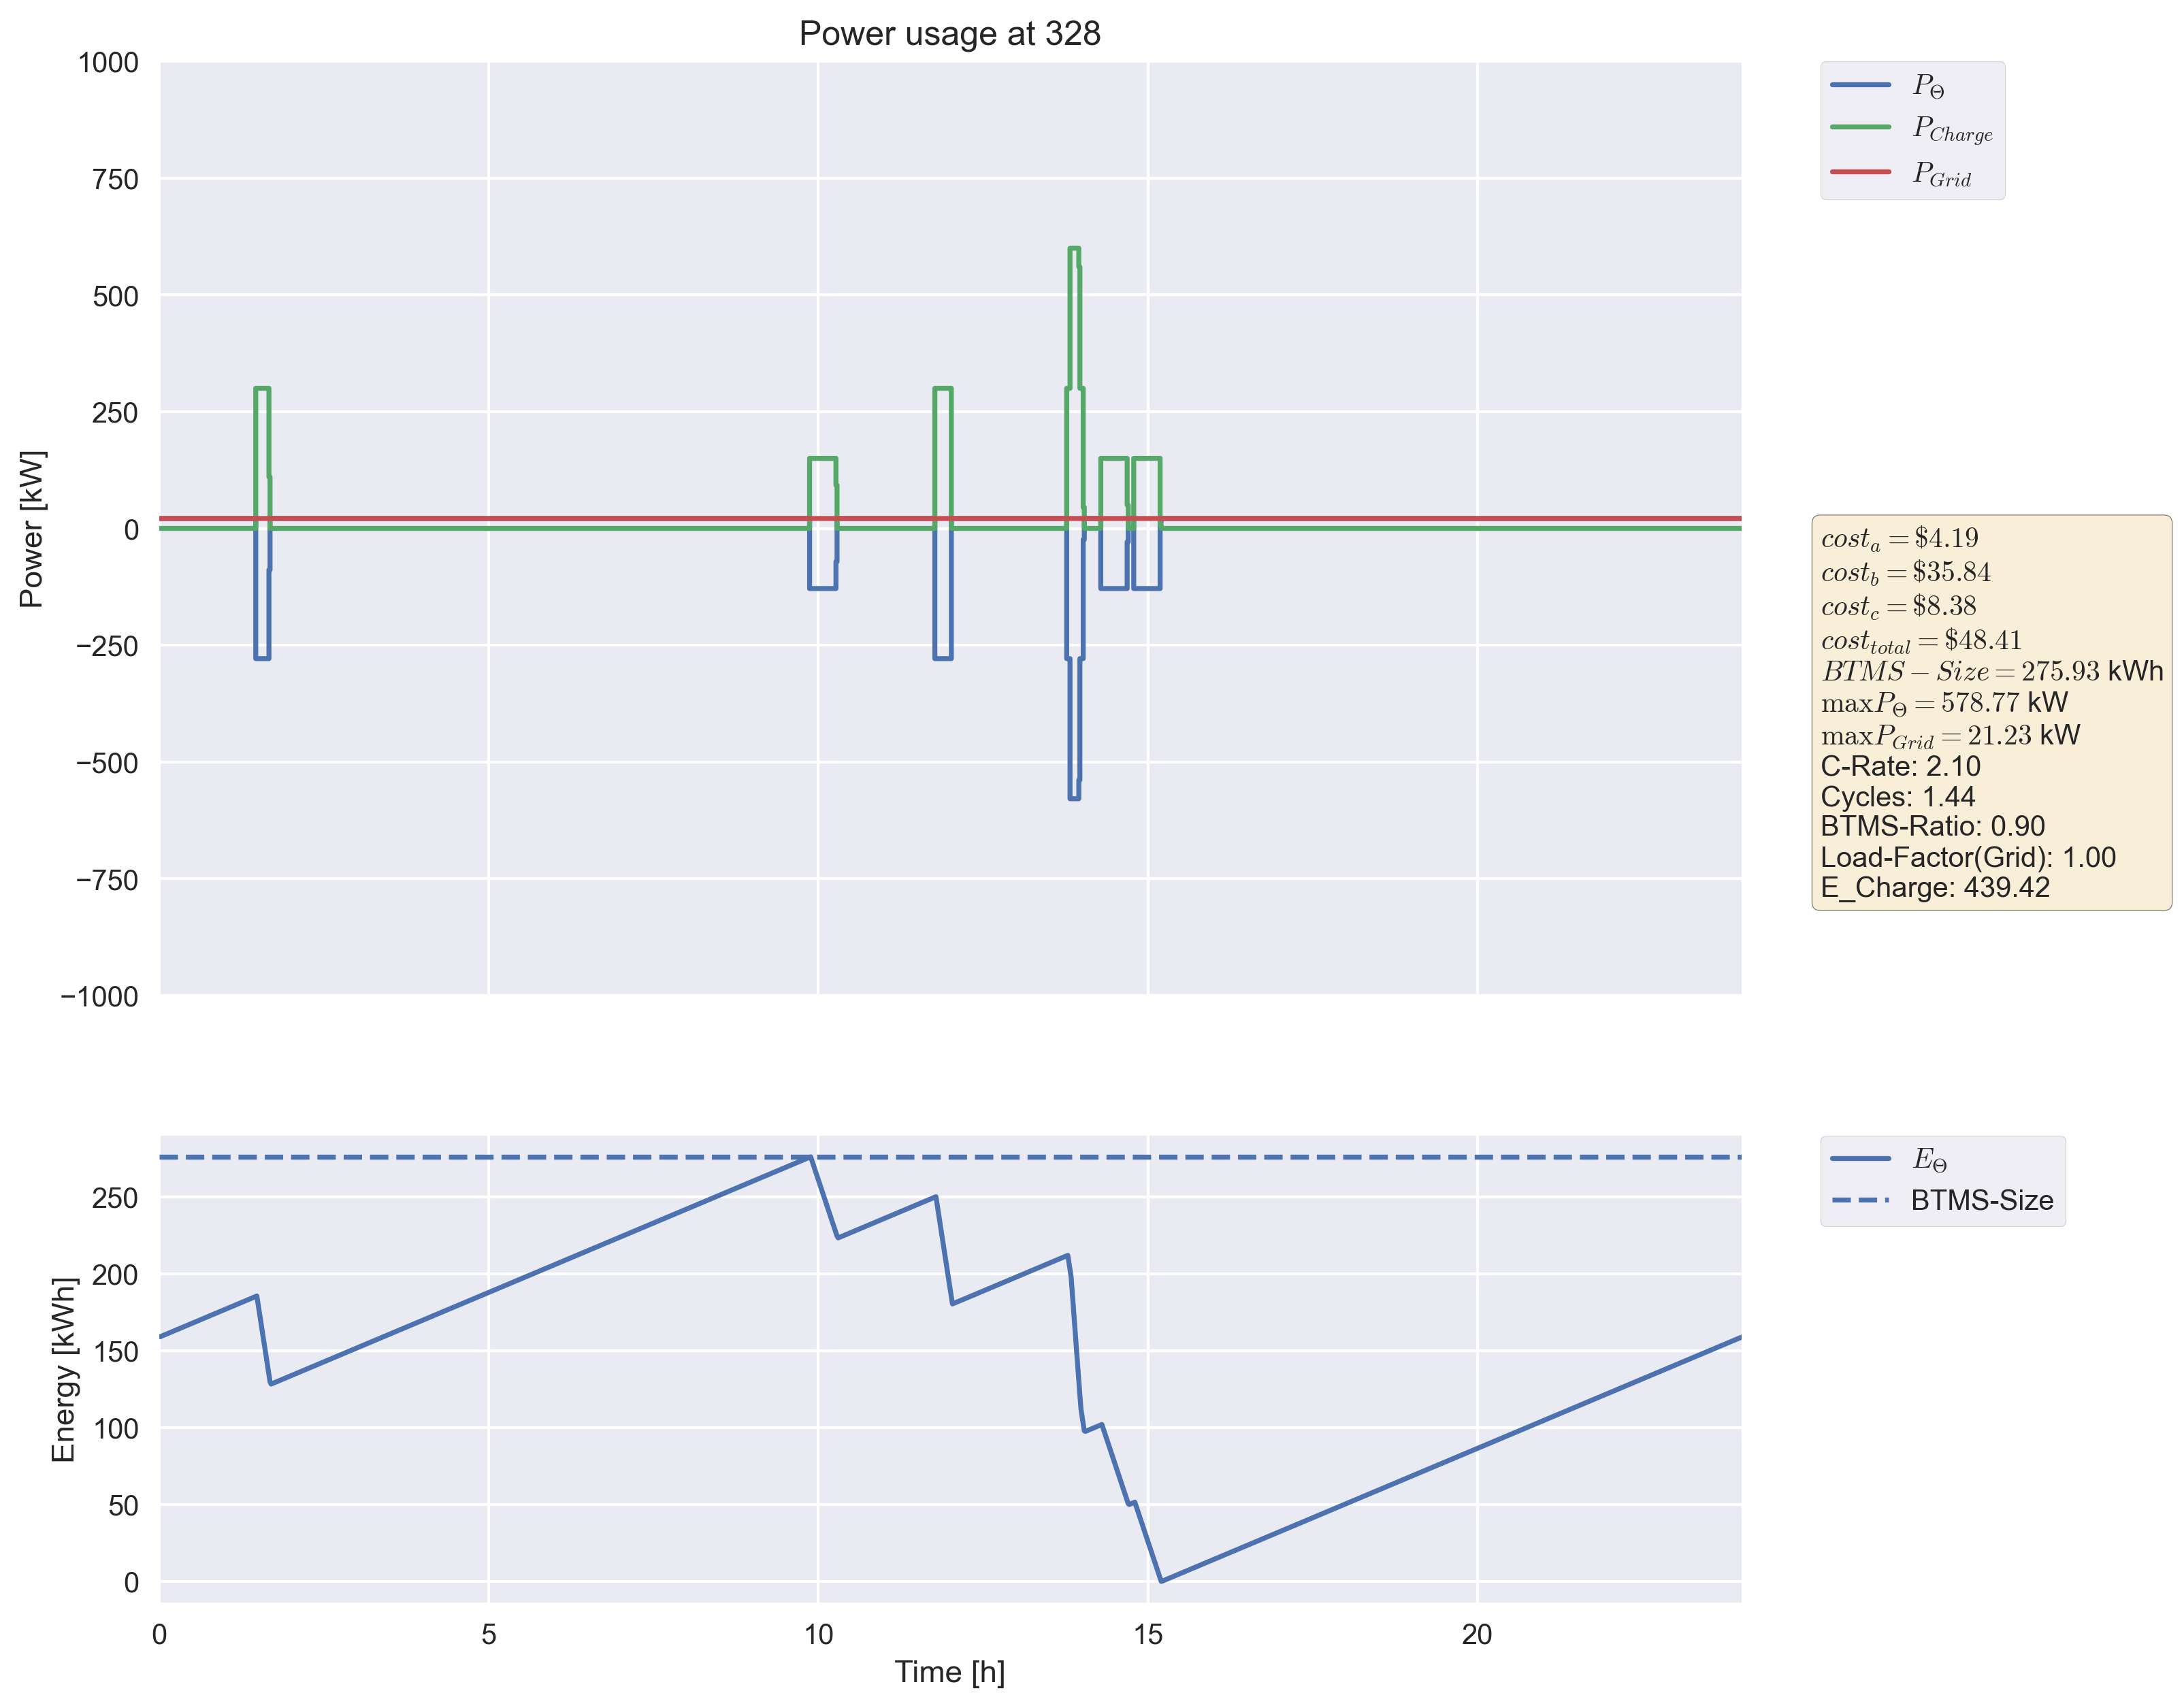 Power usage at 328
1000
750
500
250
0
−250
−500
−750
−1000
Power [kW]
P_Θ
P_Charge
P_Grid
cost_a = $4.19
cost_b = $35.84
cost_c = $8.38
cost_total = $48.41
BTMS − Size = 275.93 kWh
maxP_Θ = 578.77 kW
maxP_Grid = 21.23 kW
C-Rate: 2.10
Cycles: 1.44
BTMS-Ratio: 0.90
Load-Factor(Grid): 1.00
E_Charge: 439.42
250
200
150
100
50
0
Energy [kWh]
E_Θ
BTMS-Size
0 5 10 15 20
Time [h]